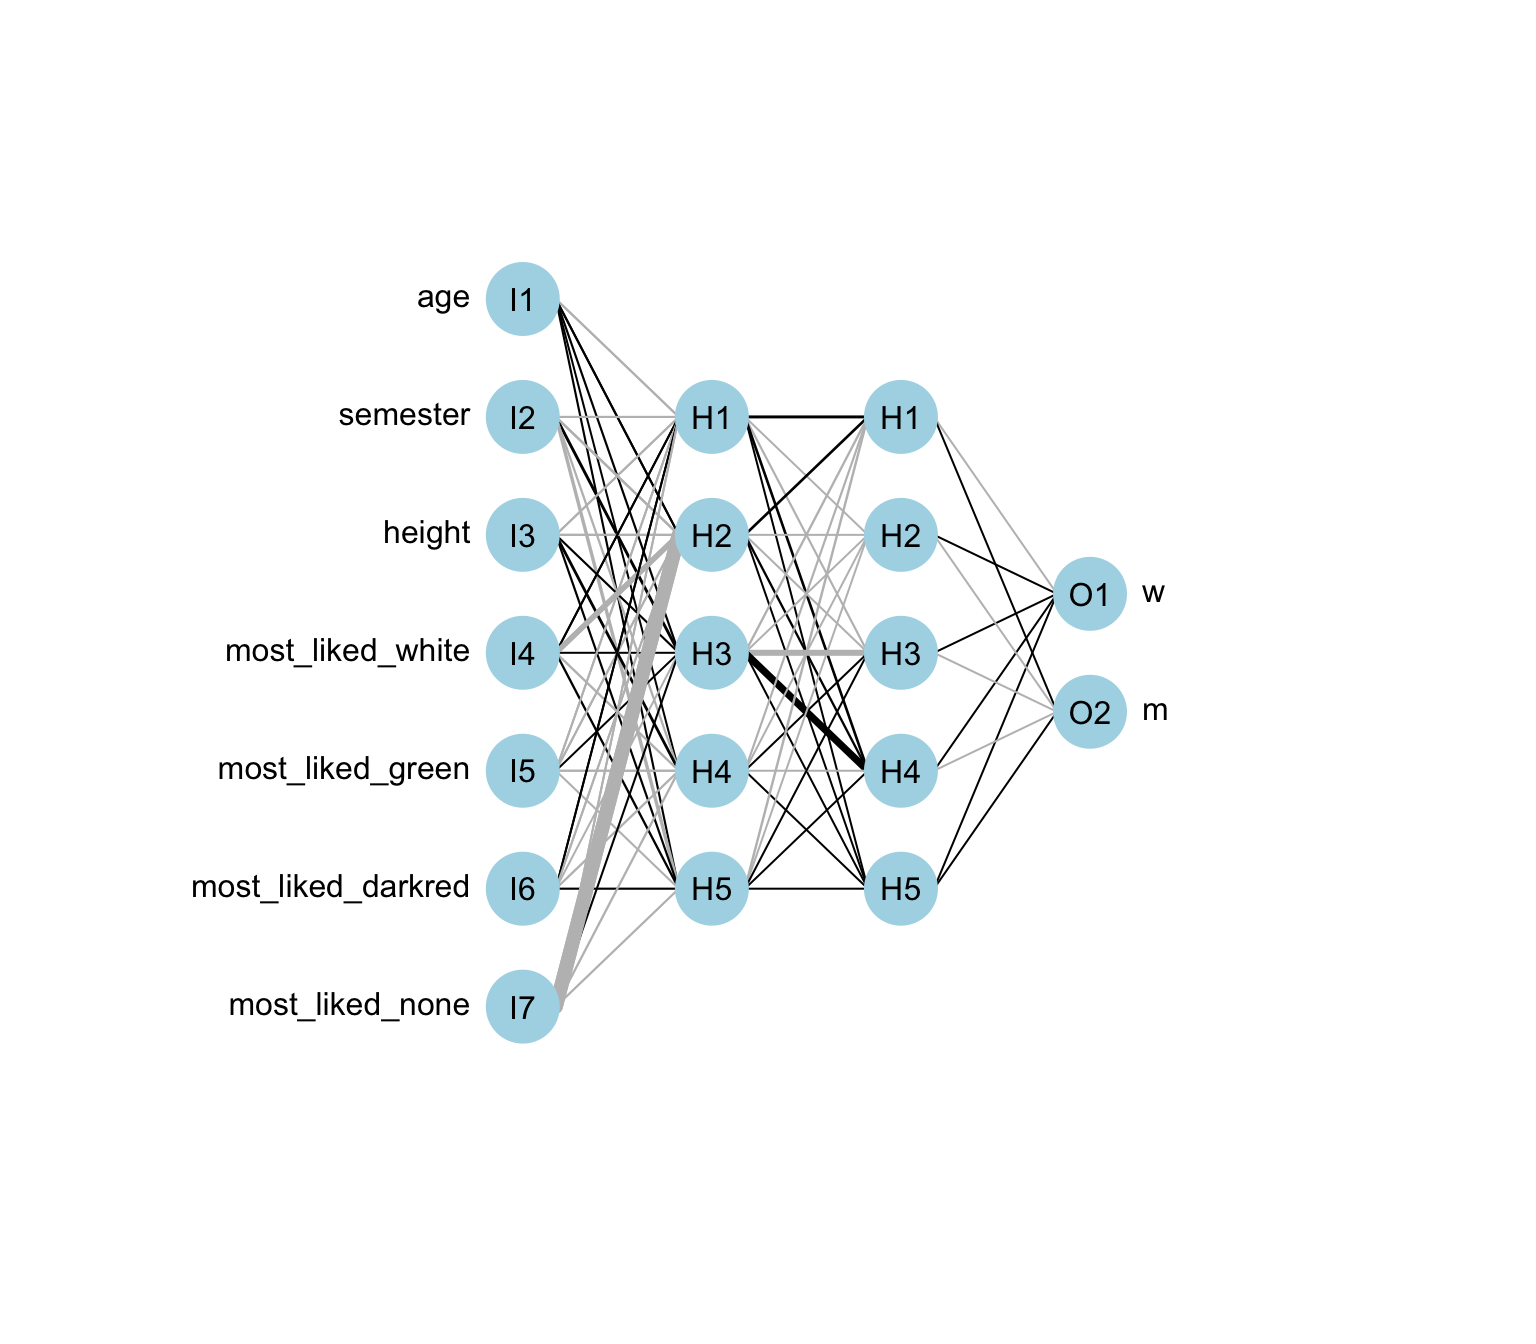 age I1
semester I2 H1 H1
height I3 H2 H2
O1 w
most_liked_white I4 H3 H3
O2 m
most_liked_green I5 H4 H4
most_liked_darkred I6 H5 H5
most_liked_none I7